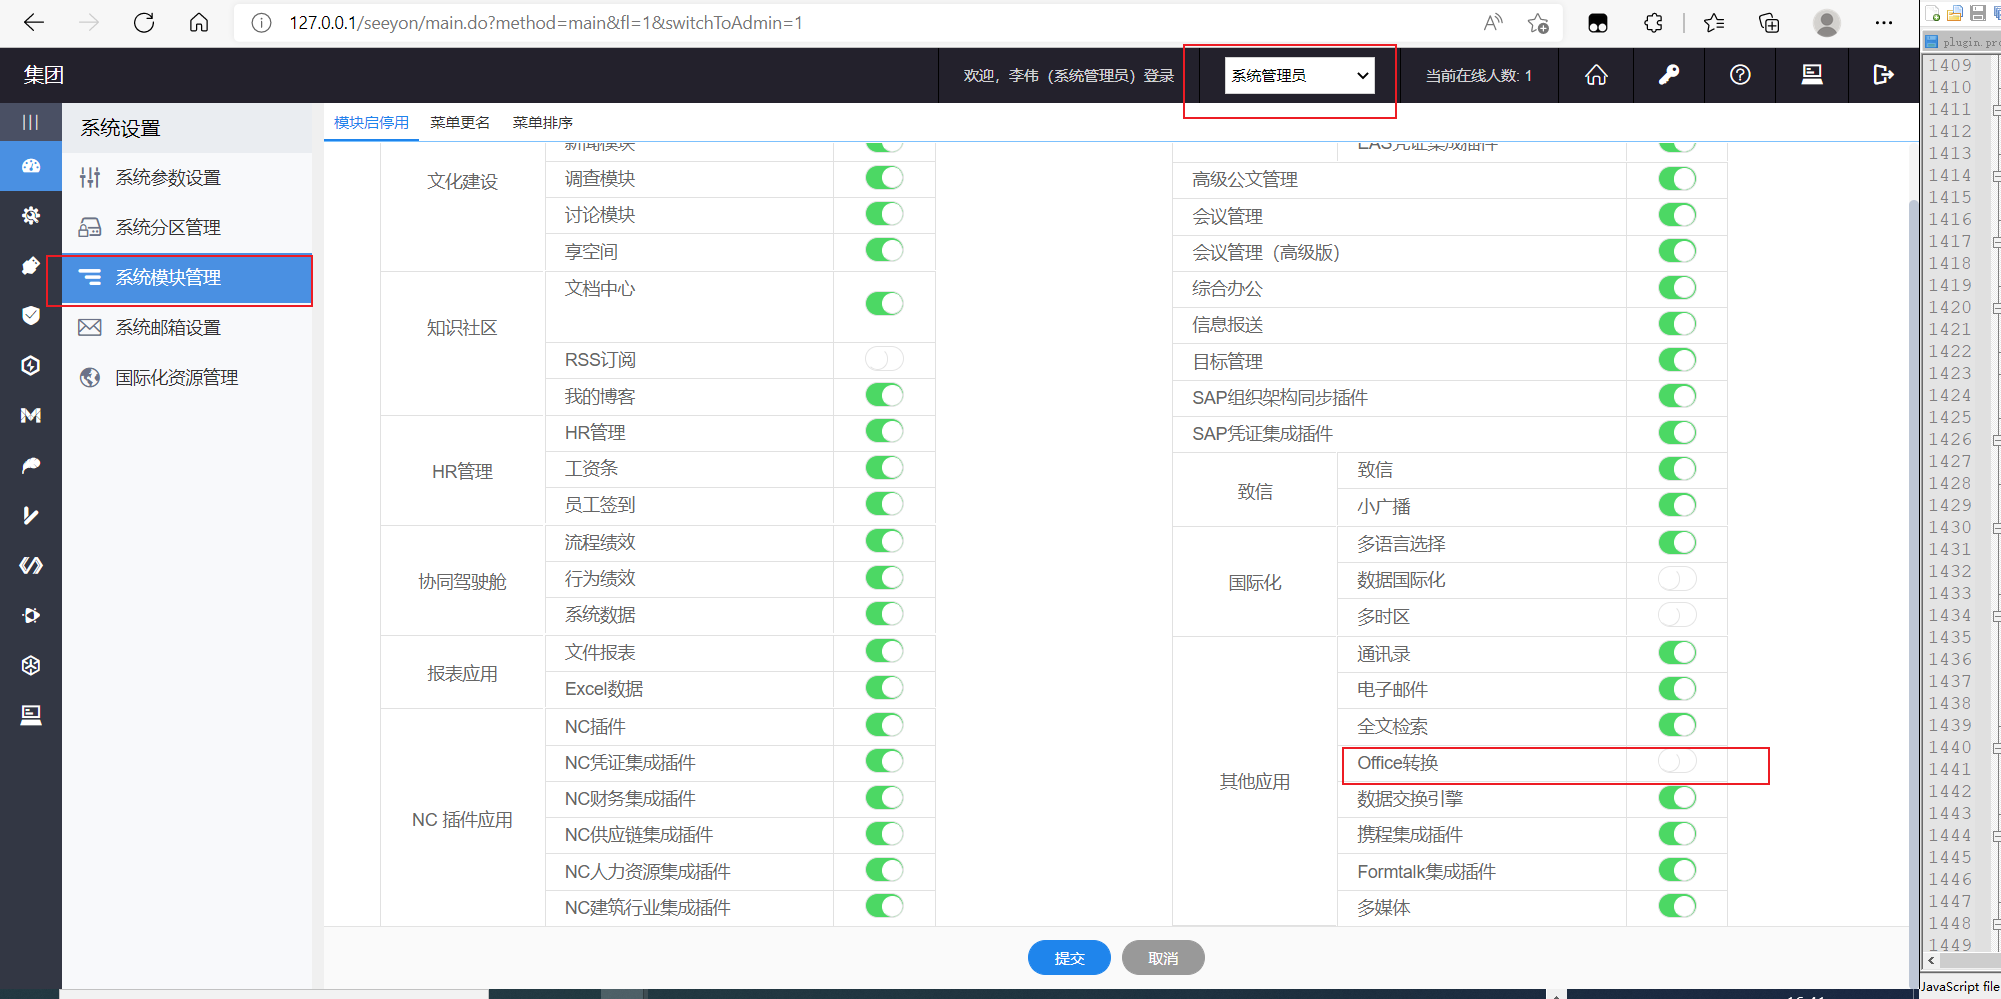 127.0.0.1/seeyon/main.do?method=main&fl=1&switchToAdmin=1
集团
欢迎，李伟（系统管理员）登录
系统管理员
当前在线人数: 1
系统设置
系统参数设置
系统分区管理
系统模块管理
系统邮箱设置
国际化资源管理
模块启停用 菜单更名 菜单排序
文化建设
新闻模块
调查模块
讨论模块
享空间
知识社区
文档中心
RSS订阅
我的博客
HR管理
HR管理
工资条
员工签到
协同驾驶舱
流程绩效
行为绩效
系统数据
报表应用
文件报表
Excel数据
NC 插件应用
NC插件
NC凭证集成插件
NC财务集成插件
NC供应链集成插件
NC人力资源集成插件
NC建筑行业集成插件
EAS凭证集成插件
高级公文管理
会议管理
会议管理（高级版）
综合办公
信息报送
目标管理
SAP组织架构同步插件
SAP凭证集成插件
致信
致信
小广播
国际化
多语言选择
数据国际化
多时区
其他应用
通讯录
电子邮件
全文检索
Office转换
数据交换引擎
携程集成插件
Formtalk集成插件
多媒体
提交 取消
plugin.pro
1409
1410
1411
1412
1413
1414
1415
1416
1417
1418
1419
1420
1421
1422
1423
1424
1425
1426
1427
1428
1429
1430
1431
1432
1433
1434
1435
1436
1437
1438
1439
1440
1441
1442
1443
1444
1445
1446
1447
1448
1449
JavaScript file